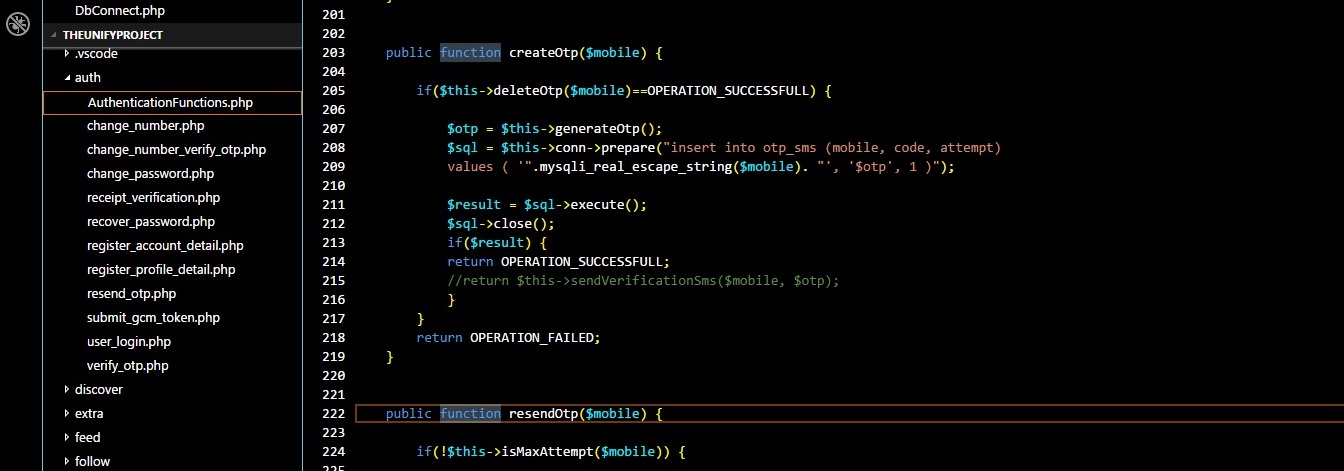 DbConnect.php
THEUNIFYPROJECT
.vscode
auth
AuthenticationFunctions.php
change_number.php
change_number_verify_otp.php
change_password.php
receipt_verification.php
recover_password.php
register_account_detail.php
register_profile_detail.php
resend_otp.php
submit_gcm_token.php
user_login.php
verify_otp.php
discover
extra
feed
follow
201
202
203 public function createOtp($mobile) {
204
205 if($this->deleteOtp($mobile)==OPERATION_SUCCESSFULL) {
206
207 $otp = $this->generateOtp();
208 $sql = $this->conn->prepare("insert into otp_sms (mobile, code, attempt)
209 values ( '".mysqli_real_escape_string($mobile). "', '$otp', 1 )");
210
211 $result = $sql->execute();
212 $sql->close();
213 if($result) {
214 return OPERATION_SUCCESSFULL;
215 //return $this->sendVerificationSms($mobile, $otp);
216 }
217 }
218 return OPERATION_FAILED;
219 }
220
221
222 public function resendOtp($mobile) {
223
224 if(!$this->isMaxAttempt($mobile)) {